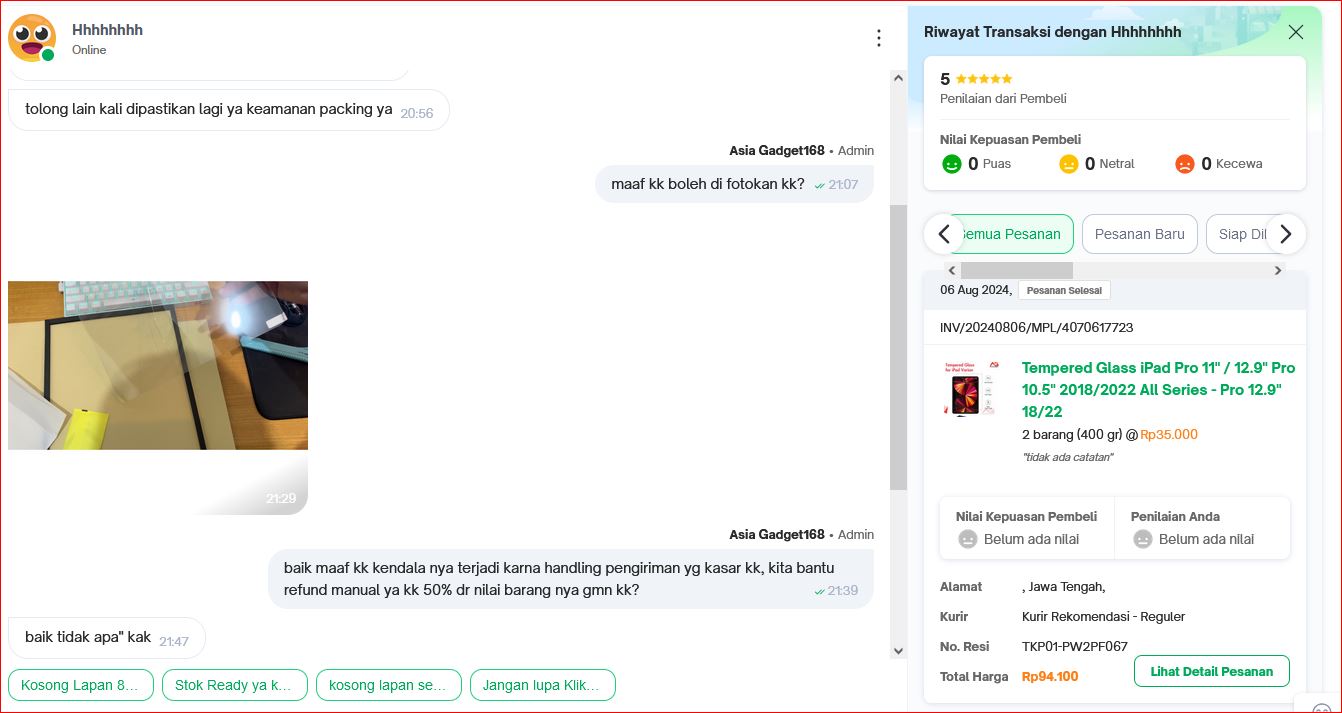 Hhhhhhhh
Online
tolong lain kali dipastikan lagi ya keamanan packing ya 20:56
Asia Gadget168 • Admin
maaf kk boleh di fotokan kk? 21:07
21:29
Asia Gadget168 • Admin
baik maaf kk kendala nya terjadi karna handling pengiriman yg kasar kk, kita bantu
refund manual ya kk 50% dr nilai barang nya gmn kk? 21:39
baik tidak apa" kak 21:47
Kosong Lapan 8...
Stok Ready ya k...
kosong lapan se...
Jangan lupa Klik...
Riwayat Transaksi dengan Hhhhhhhh
5
Penilaian dari Pembeli
Nilai Kepuasan Pembeli
0 Puas
0 Netral
0 Kecewa
Semua Pesanan
Pesanan Baru
Siap Dil
06 Aug 2024, Pesanan Selesai
INV/20240806/MPL/4070617723
Tempered Glass
for iPad Version
Tempered Glass iPad Pro 11" / 12.9" Pro
10.5" 2018/2022 All Series - Pro 12.9"
18/22
2 barang (400 gr) @ Rp35.000
"tidak ada catatan"
Nilai Kepuasan Pembeli
Belum ada nilai
Penilaian Anda
Belum ada nilai
Alamat , Jawa Tengah,
Kurir Kurir Rekomendasi - Reguler
No. Resi TKP01-PW2PF067
Total Harga Rp94.100
Lihat Detail Pesanan